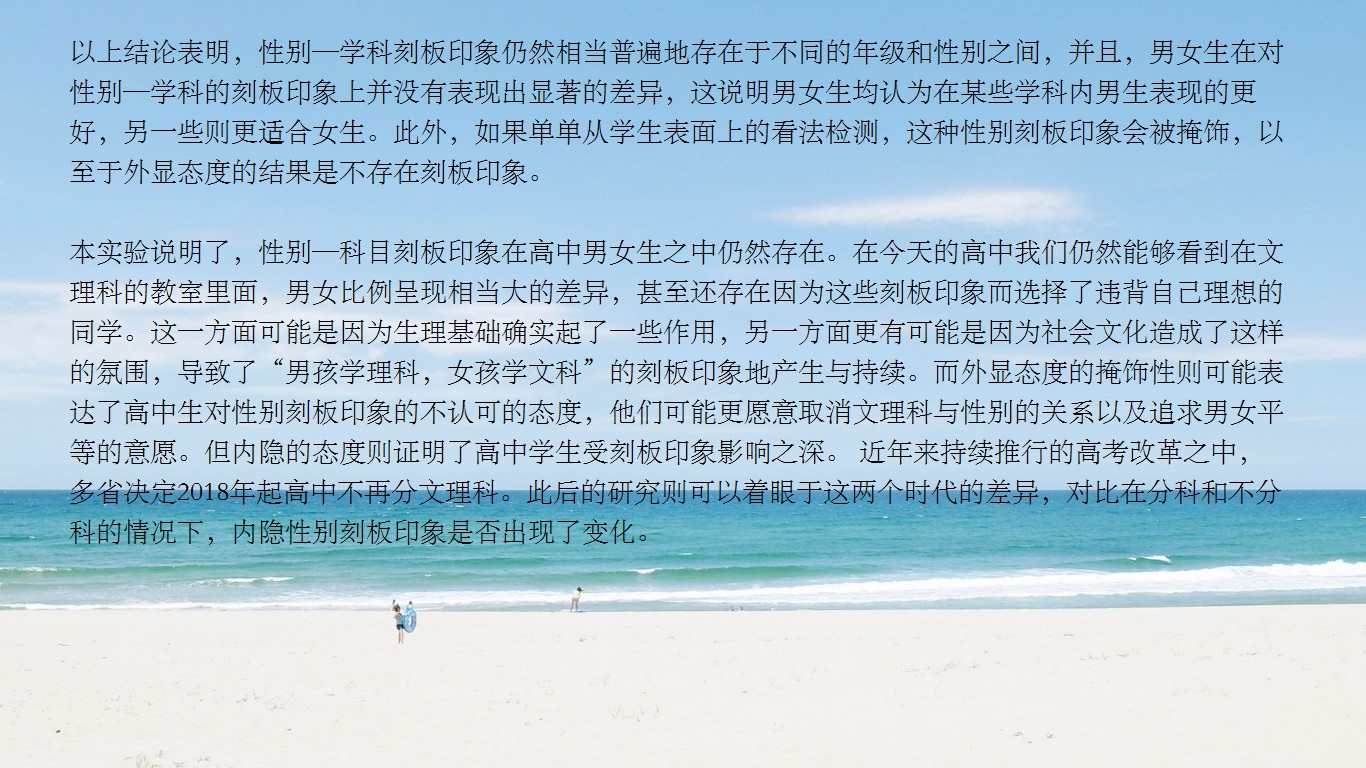 以上结论表明，性别—学科刻板印象仍然相当普遍地存在于不同的年级和性别之间，并且，男女生在对
性别—学科的刻板印象上并没有表现出显著的差异，这说明男女生均认为在某些学科内男生表现的更
好，另一些则更适合女生。此外，如果单单从学生表面上的看法检测，这种性别刻板印象会被掩饰，以
至于外显态度的结果是不存在刻板印象。
本实验说明了，性别—科目刻板印象在高中男女生之中仍然存在。在今天的高中我们仍然能够看到在文
理科的教室里面，男女比例呈现相当大的差异，甚至还存在因为这些刻板印象而选择了违背自己理想的
同学。这一方面可能是因为生理基础确实起了一些作用，另一方面更有可能是因为社会文化造成了这样
的氛围，导致了“男孩学理科，女孩学文科”的刻板印象地产生与持续。而外显态度的掩饰性则可能表
达了高中生对性别刻板印象的不认可的态度，他们可能更愿意取消文理科与性别的关系以及追求男女平
等的意愿。但内隐的态度则证明了高中学生受刻板印象影响之深。 近年来持续推行的高考改革之中，
多省决定2018年起高中不再分文理科。此后的研究则可以着眼于这两个时代的差异，对比在分科和不分
科的情况下，内隐性别刻板印象是否出现了变化。